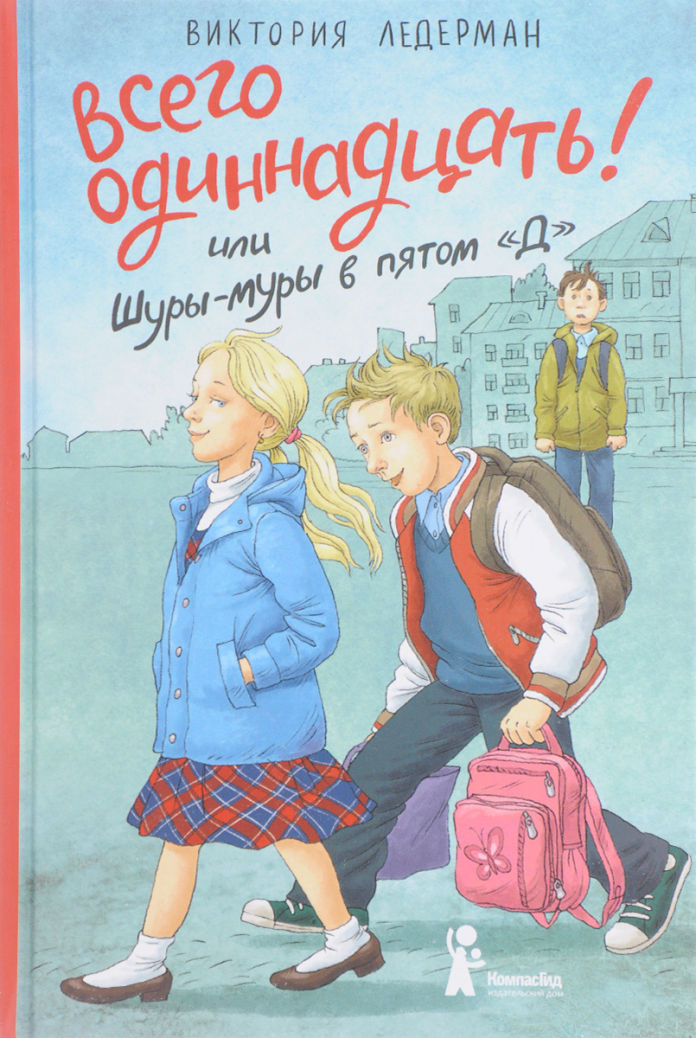 ВИКТОРИЯ ЛЕДЕРМАН
всего
одиннадцать!
или
Шуры-муры в пятом «Д»
КомпасГид
издательский дом